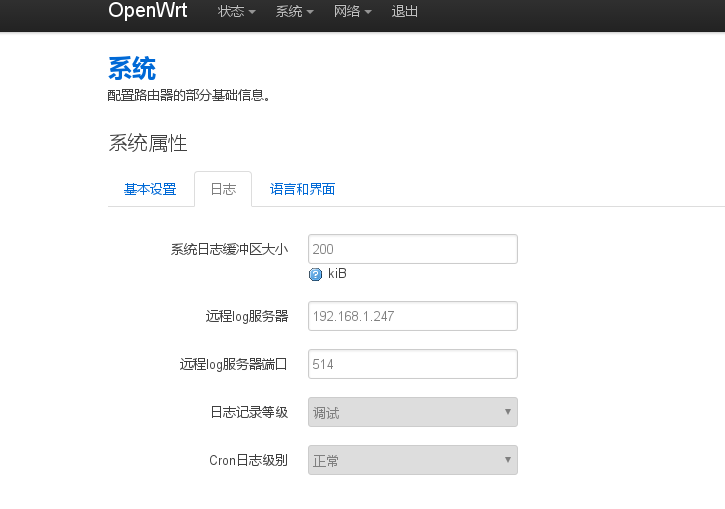 OpenWrt 状态 系统 网络 退出
系统
配置路由器的部分基础信息。
系统属性
基本设置 日志 语言和界面
系统日志缓冲区大小 200
kiB
远程log服务器 192.168.1.247
远程log服务器端口 514
日志记录等级 调试
Cron日志级别 正常